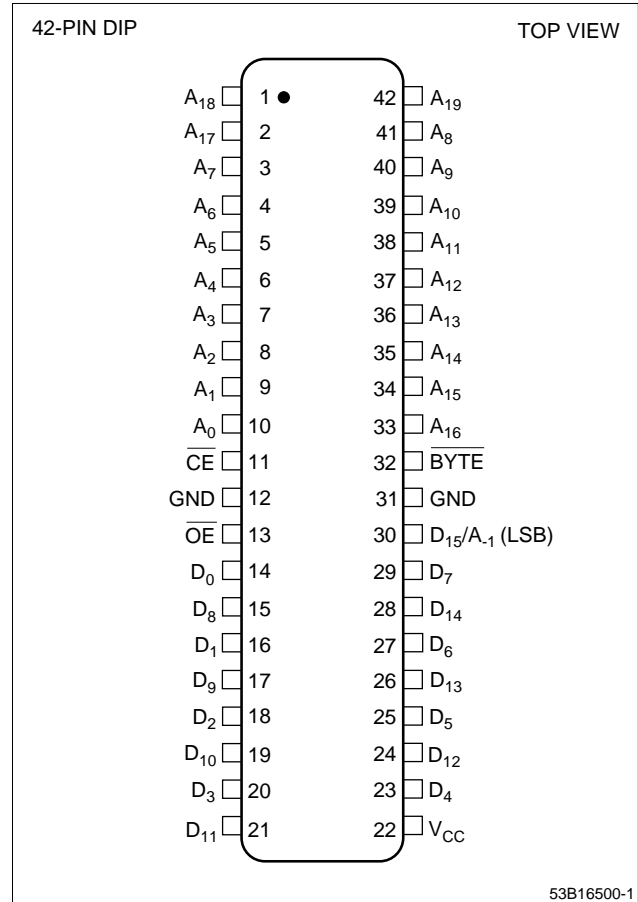 42-PIN DIP TOP VIEW
A18 1 42 A19
A17 2 41 A8
A7 3 40 A9
A6 4 39 A10
A5 5 38 A11
A4 6 37 A12
A3 7 36 A13
A2 8 35 A14
A1 9 34 A15
A0 10 33 A16
CE 11 32 BYTE
GND 12 31 GND
OE 13 30 D15/A-1 (LSB)
D0 14 29 D7
D8 15 28 D14
D1 16 27 D6
D9 17 26 D13
D2 18 25 D5
D10 19 24 D12
D3 20 23 D4
D11 21 22 VCC
53B16500-1